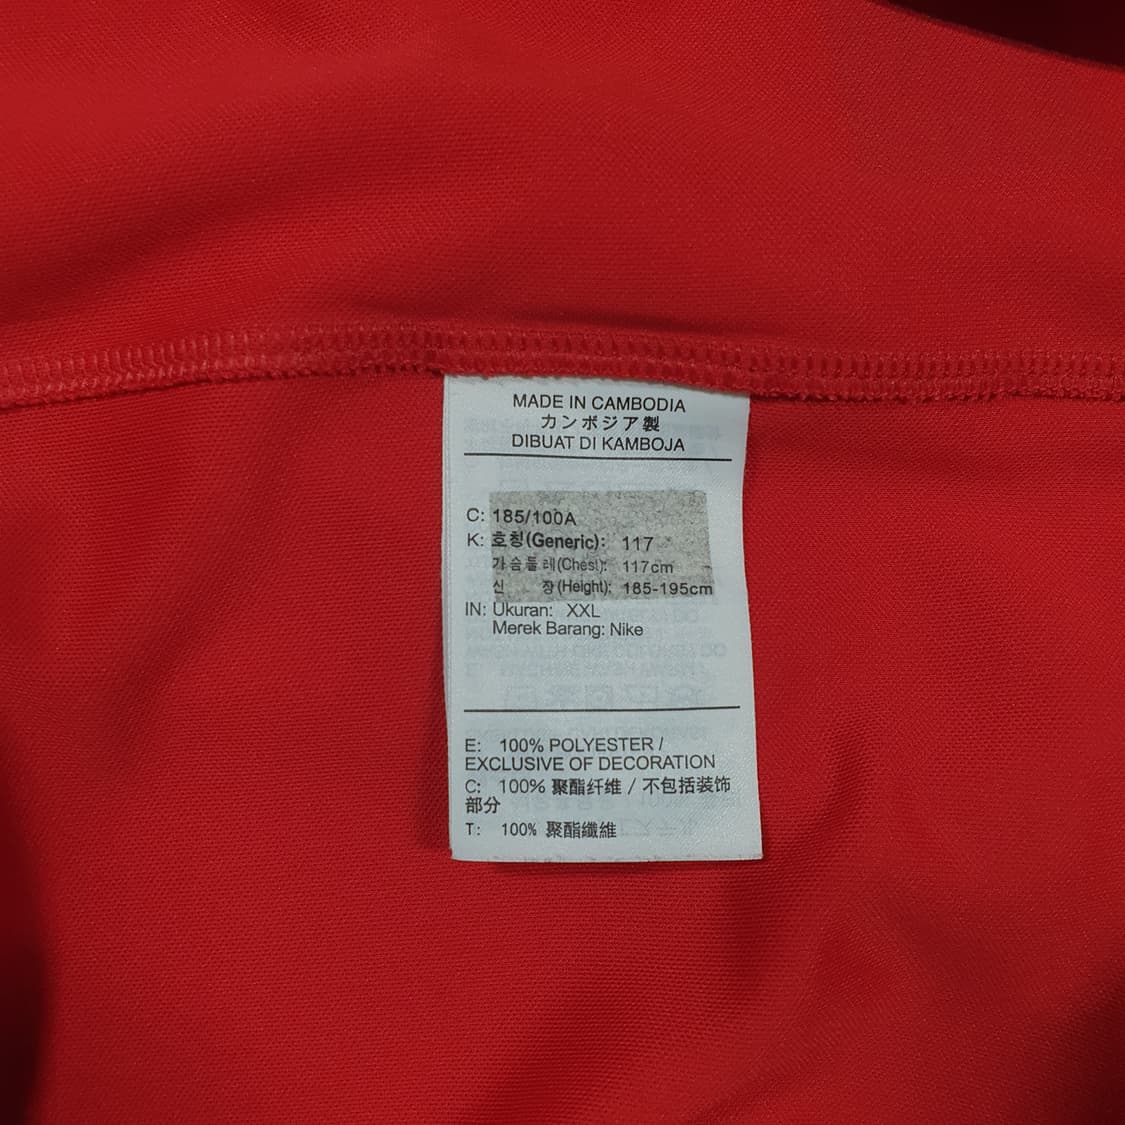 MADE IN CAMBODIA
カンボジア製
DIBUAT DI KAMBOJA
C: 185/100A
K: 호칭(Generic): 117
가슴둘레(Chest): 117cm
신 장(Height): 185-195cm
IN: Ukuran: XXL
Merek Barang: Nike
E: 100% POLYESTER /
EXCLUSIVE OF DECORATION
C: 100% 聚酯纤维 / 不包括装饰
部分
T: 100% 聚酯纖維